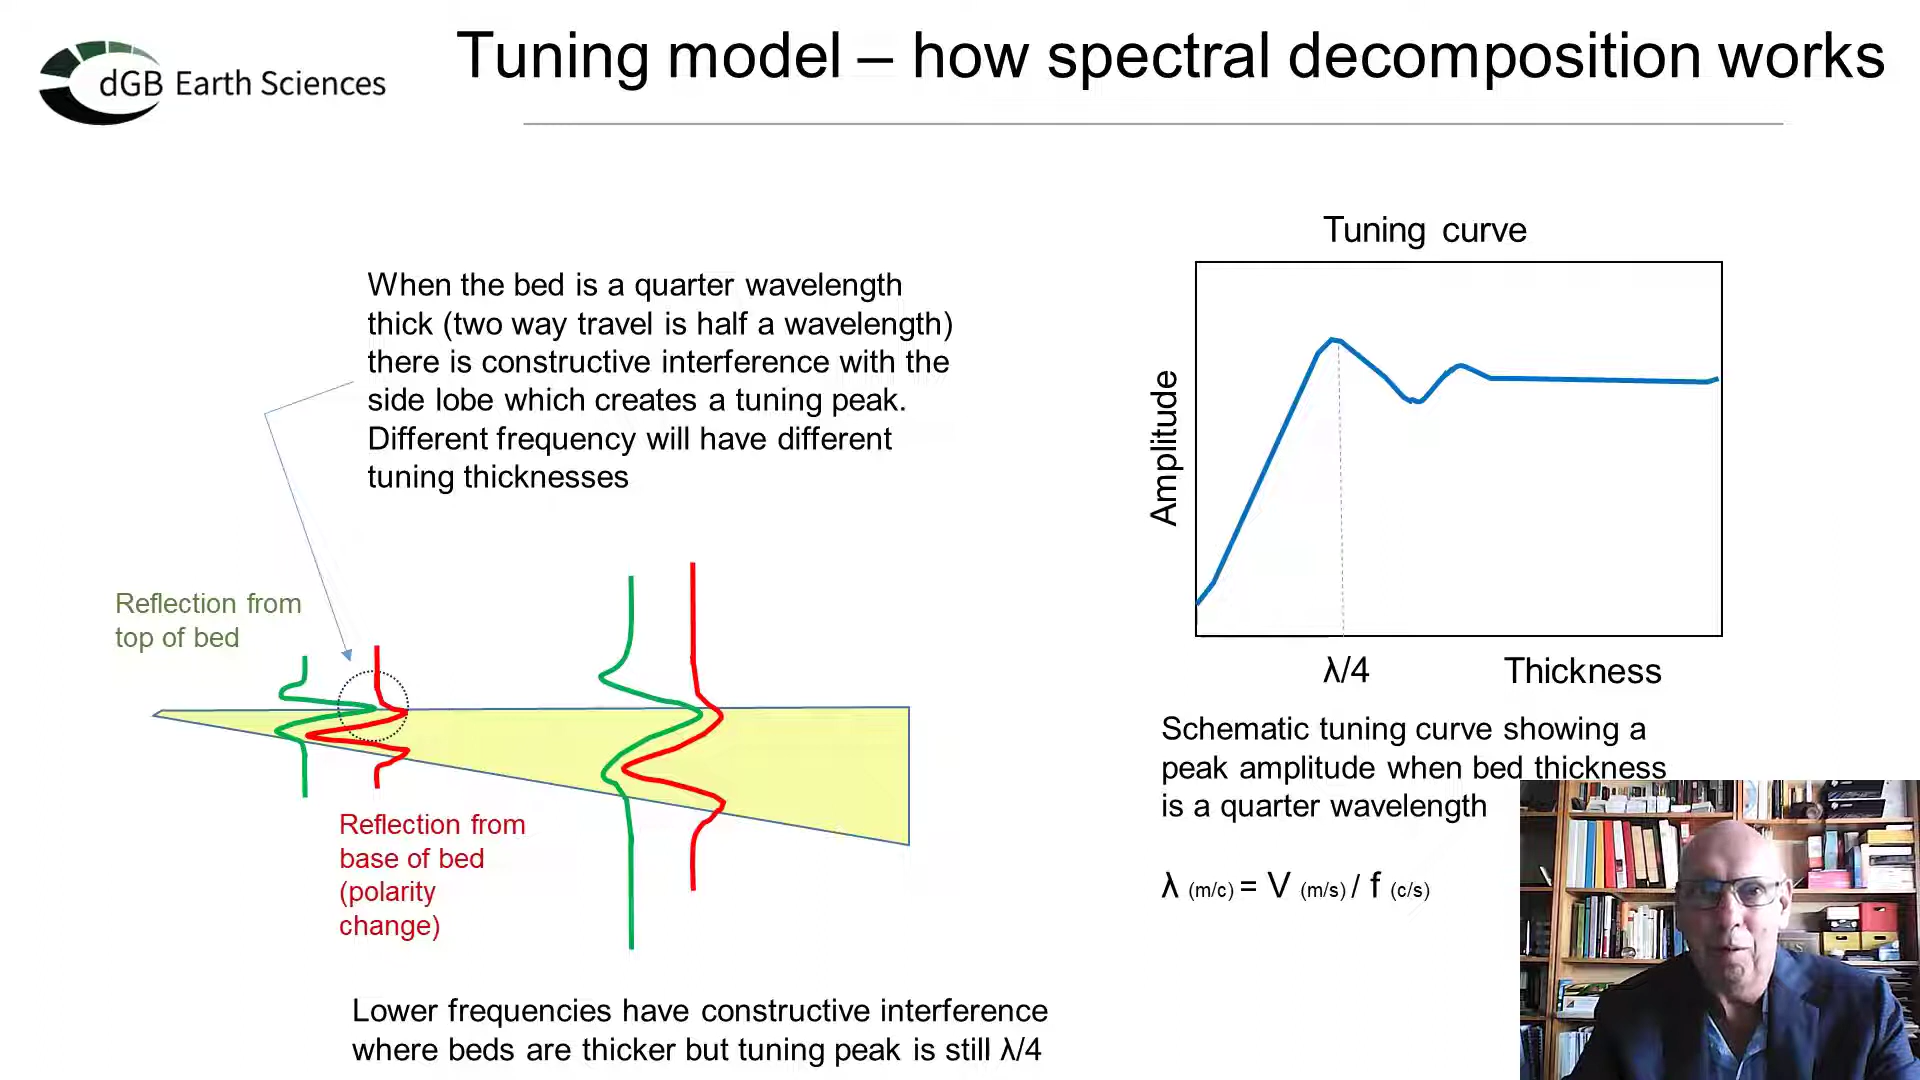 dGB Earth Sciences
Tuning model – how spectral decomposition works
When the bed is a quarter wavelength
thick (two way travel is half a wavelength)
there is constructive interference with the
side lobe which creates a tuning peak.
Different frequency will have different
tuning thicknesses
Reflection from
top of bed
Reflection from
base of bed
(polarity
change)
Lower frequencies have constructive interference
where beds are thicker but tuning peak is still λ/4
Tuning curve
Amplitude
λ/4
Thickness
Schematic tuning curve showing a
peak amplitude when bed thickness
is a quarter wavelength
λ (m/c) = V (m/s) / f (c/s)